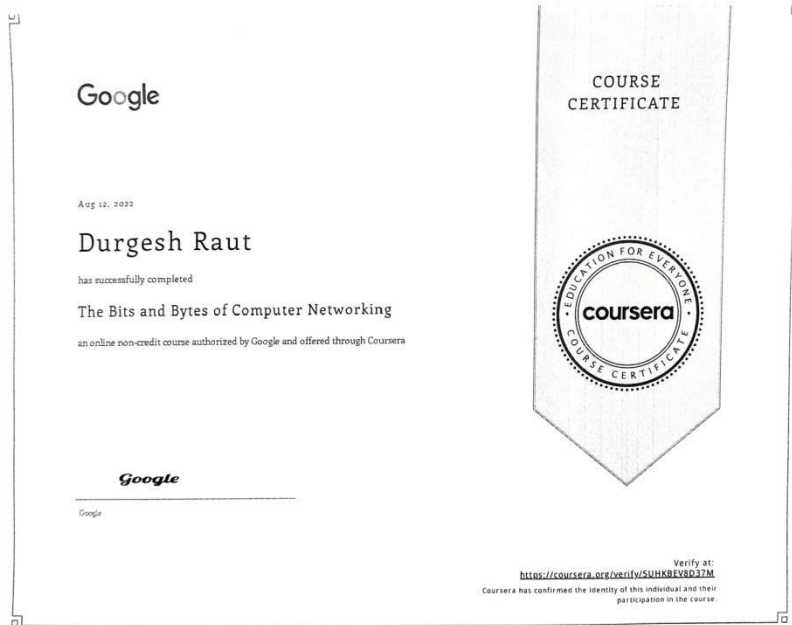 Google
COURSE
CERTIFICATE
Aug 12, 2022
Durgesh Raut
has successfully completed
The Bits and Bytes of Computer Networking
an online non-credit course authorized by Google and offered through Coursera
EDUCATION FOR EVERYONE
coursera
COURSE CERTIFICATE
Google
Google
Verify at:
https://coursera.org/verify/5UHKBEV8D37M
Coursera has confirmed the identity of this individual and their
participation in the course.